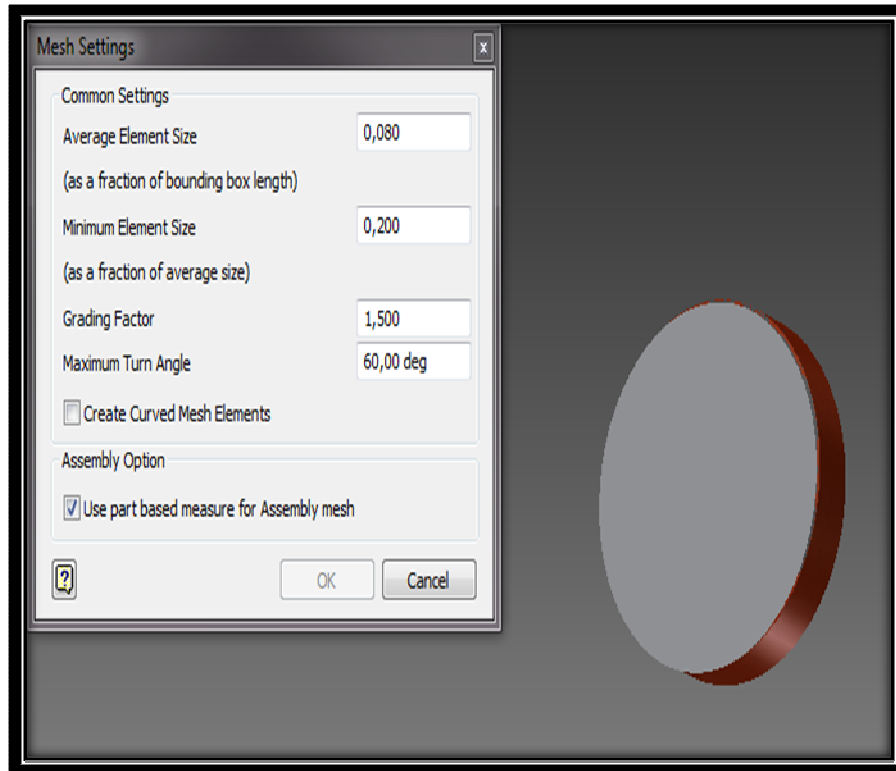 Mesh Settings
x
Common Settings
Average Element Size 0,080
(as a fraction of bounding box length)
Minimum Element Size 0,200
(as a fraction of average size)
Grading Factor 1,500
Maximum Turn Angle 60,00 deg
Create Curved Mesh Elements
Assembly Option
Use part based measure for Assembly mesh
? OK Cancel